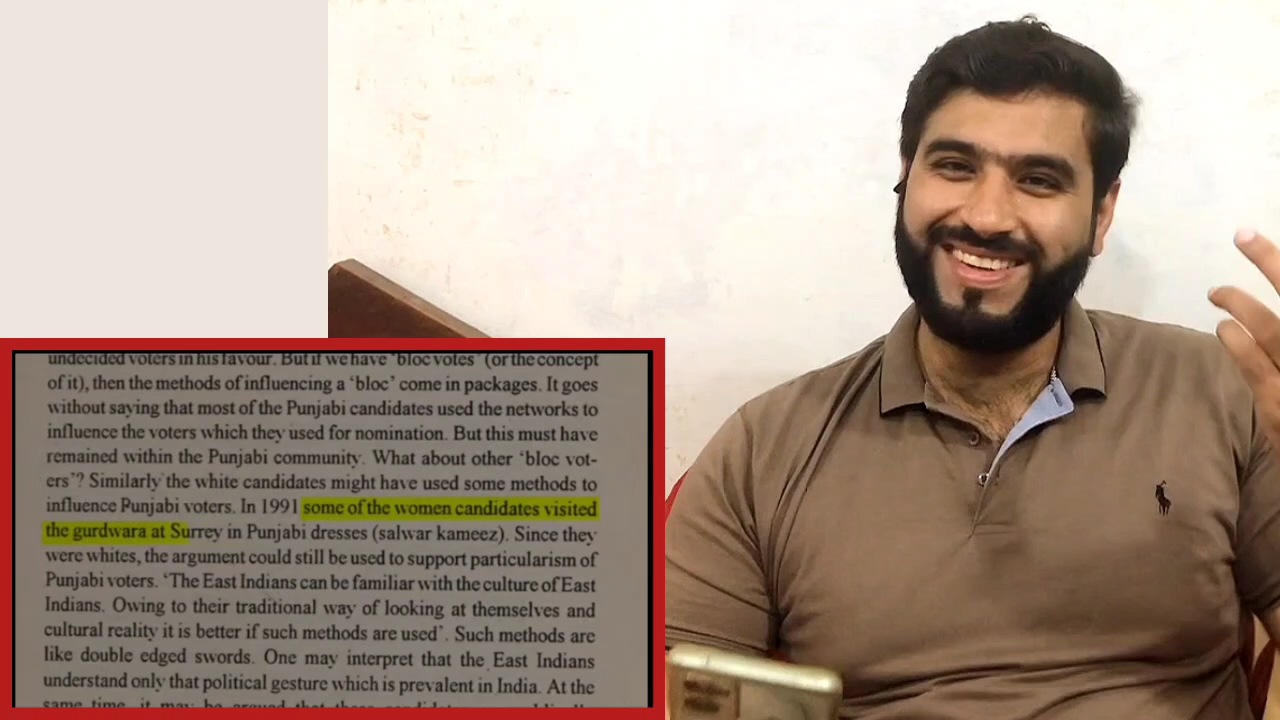 undecided voters in his favour. But if we have 'bloc votes' (or the concept
of it), then the methods of influencing a 'bloc' come in packages. It goes
without saying that most of the Punjabi candidates used the networks to
influence the voters which they used for nomination. But this must have
remained within the Punjabi community. What about other 'bloc vot-
ers'? Similarly the white candidates might have used some methods to
influence Punjabi voters. In 1991 some of the women candidates visited
the gurdwara at Surrey in Punjabi dresses (salwar kameez). Since they
were whites, the argument could still be used to support particularism of
Punjabi voters. 'The East Indians can be familiar with the culture of East
Indians. Owing to their traditional way of looking at themselves and
cultural reality it is better if such methods are used'. Such methods are
like double edged swords. One may interpret that the East Indians
understand only that political gesture which is prevalent in India. At the
same time, it may be argued that these